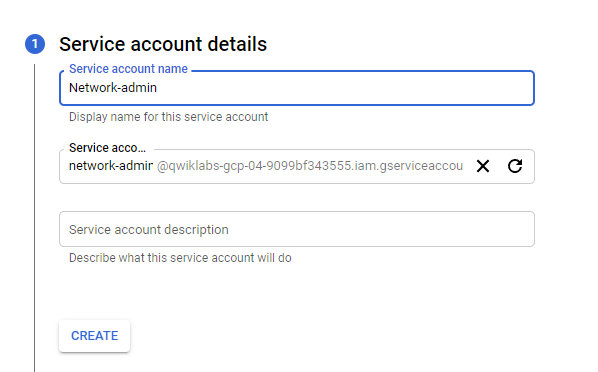 1 Service account details
Service account name
Network-admin
Display name for this service account
Service acco...
network-admin @qwiklabs-gcp-04-9099bf343555.iam.gserviceaccou
Service account description
Describe what this service account will do
CREATE